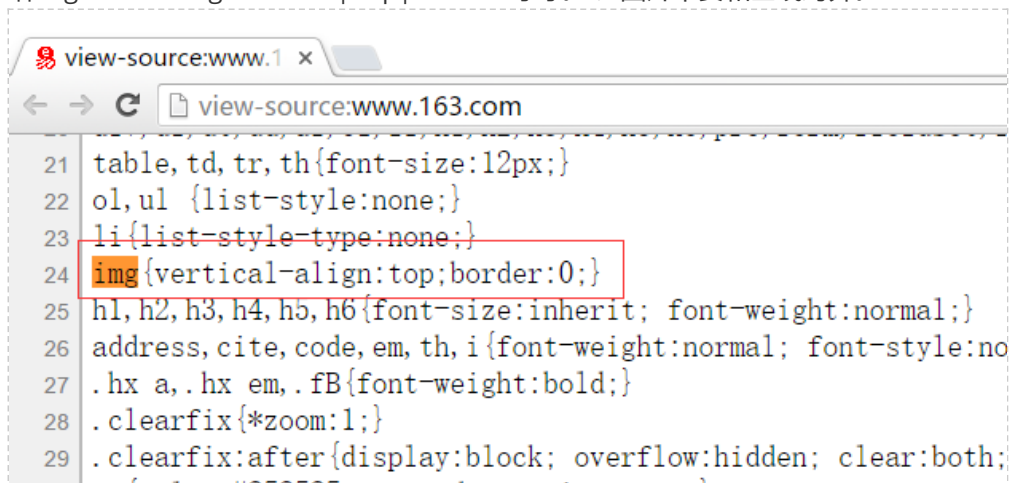 view-source:www.1
view-source:www.163.com
21 table,td,tr,th{font-size:12px;}
22 ol,ul {list-style:none;}
23 li{list-style-type:none;}
24 img{vertical-align:top;border:0;}
25 h1,h2,h3,h4,h5,h6{font-size:inherit; font-weight:normal;}
26 address,cite,code,em,th,i{font-weight:normal; font-style:no
27 .hx a,.hx em,.fB{font-weight:bold;}
28 .clearfix{*zoom:1;}
29 .clearfix:after{display:block; overflow:hidden; clear:both;